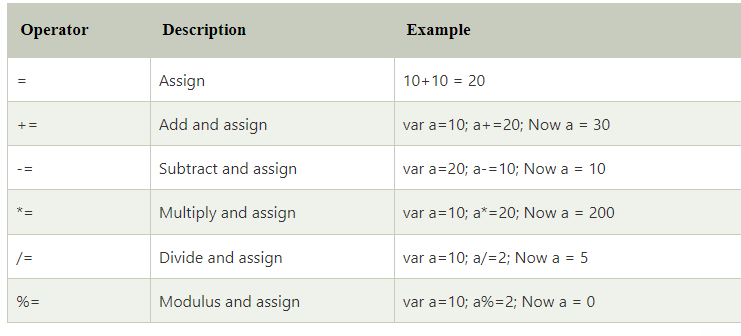 Operator Description Example
= Assign 10+10 = 20
+= Add and assign var a=10; a+=20; Now a = 30
-= Subtract and assign var a=20; a-=10; Now a = 10
*= Multiply and assign var a=10; a*=20; Now a = 200
/= Divide and assign var a=10; a/=2; Now a = 5
%= Modulus and assign var a=10; a%=2; Now a = 0